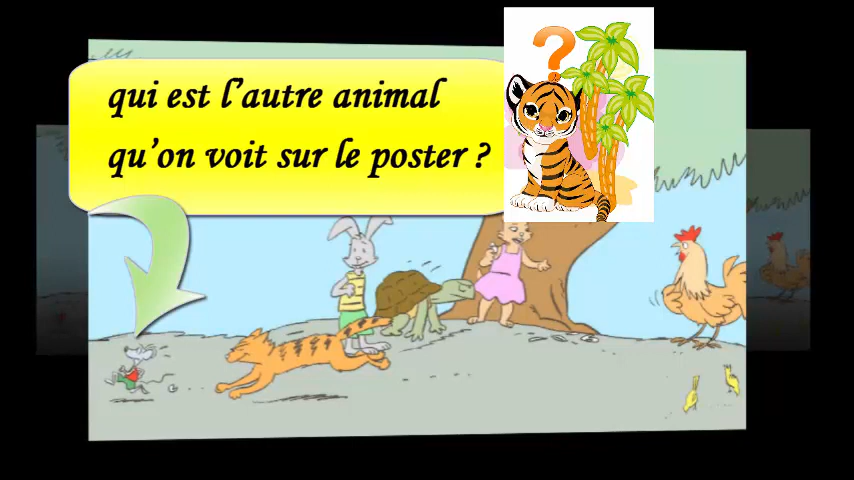 qui est l'autre animal
qu'on voit sur le poster ?
?